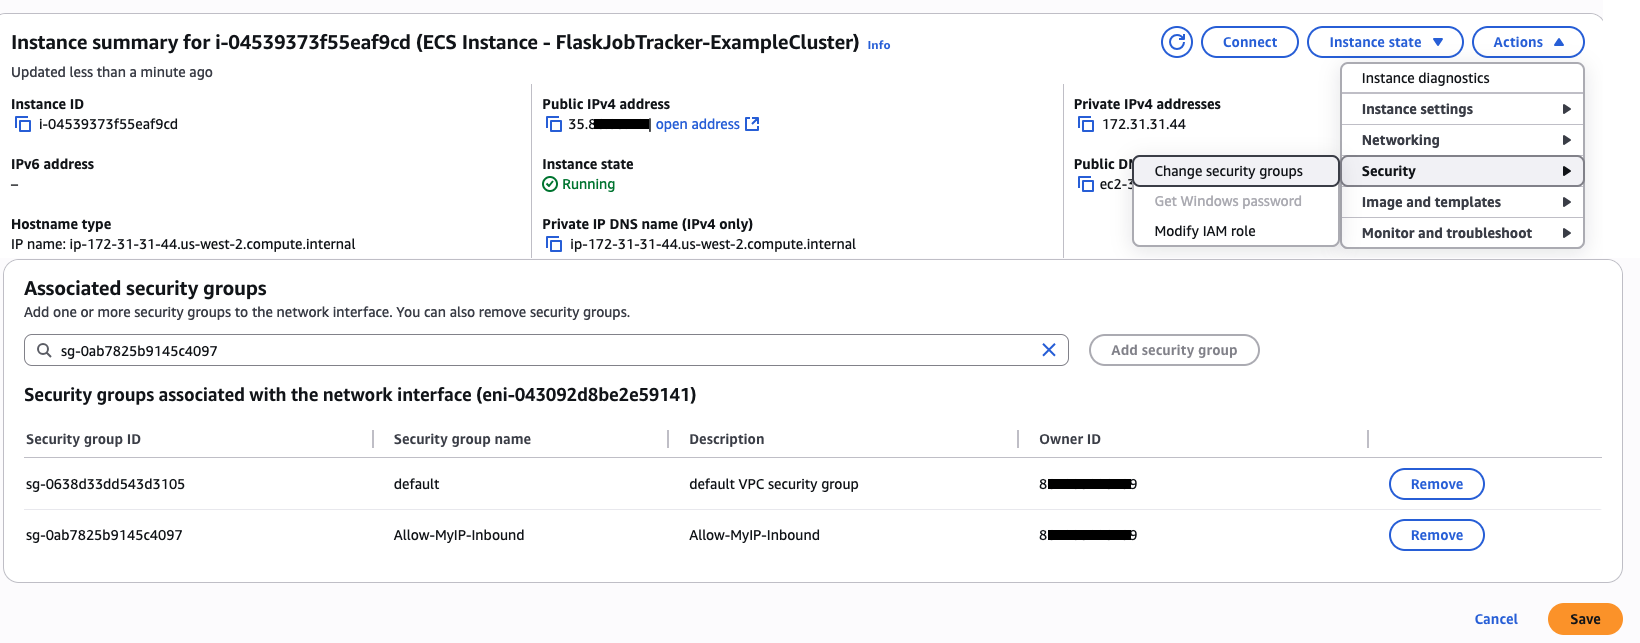 Instance summary for i-04539373f55eaf9cd (ECS Instance - FlaskJobTracker-ExampleCluster) Info
Connect
Instance state
Actions
Updated less than a minute ago
Instance diagnostics
Instance settings
Networking
Security
Image and templates
Monitor and troubleshoot
Change security groups
Get Windows password
Modify IAM role
Instance ID
i-04539373f55eaf9cd
Public IPv4 address
35.8 open address
Private IPv4 addresses
172.31.31.44
IPv6 address
–
Instance state
Running
Public
ec2-3
Hostname type
IP name: ip-172-31-31-44.us-west-2.compute.internal
Private IP DNS name (IPv4 only)
ip-172-31-31-44.us-west-2.compute.internal
Associated security groups
Add one or more security groups to the network interface. You can also remove security groups.
sg-0ab7825b9145c4097
Add security group
Security groups associated with the network interface (eni-043092d8be2e59141)
Security group ID Security group name Description Owner ID
sg-0638d33dd543d3105 default default VPC security group 8 9 Remove
sg-0ab7825b9145c4097 Allow-MyIP-Inbound Allow-MyIP-Inbound 8 9 Remove
Cancel Save